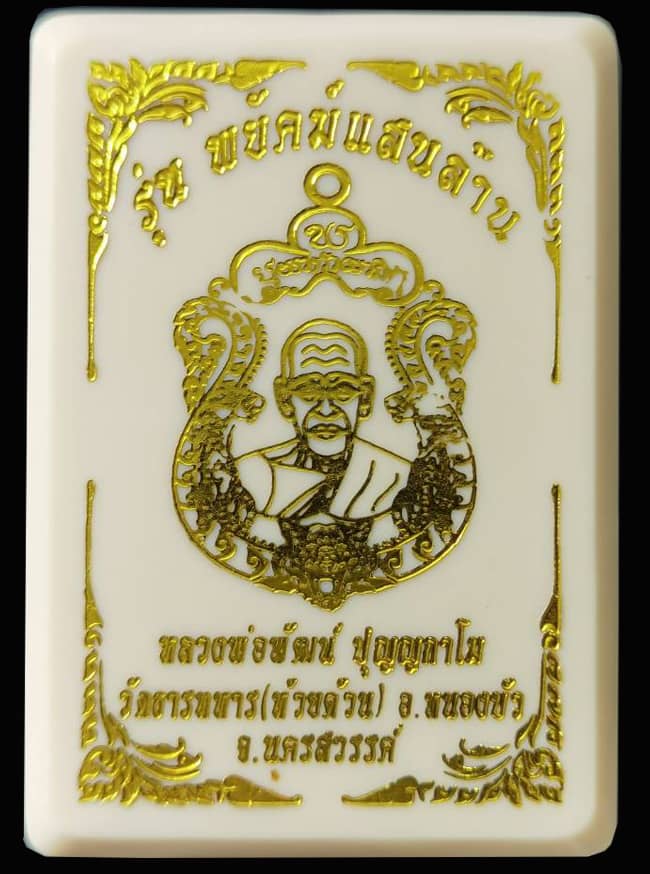 รุ่น พยัคฆ์แสนล้าน
หลวงพ่อพัฒน์ ปุญญกาโม
วัดธารทหาร(ห้วยด้วน) อ.หนองบัว
จ.นครสวรรค์